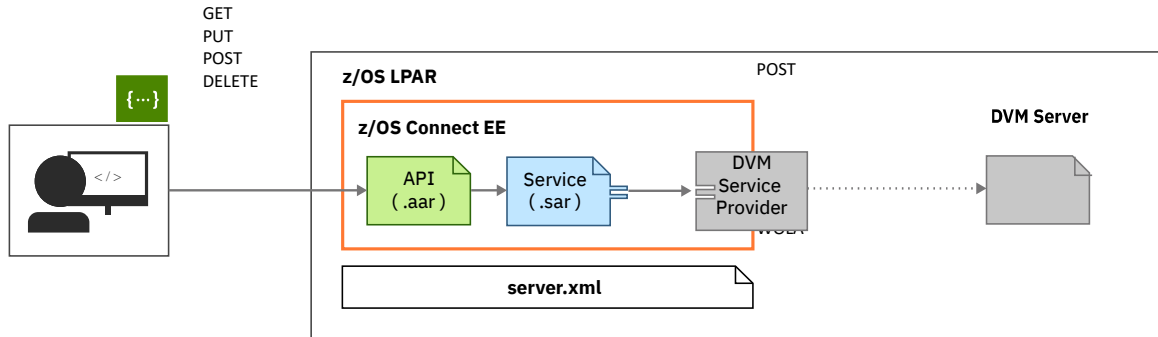 GET
PUT
POST
DELETE
{...}
</>
z/OS LPAR
POST
z/OS Connect EE
API
( .aar )
Service
( .sar )
DVM
Service
Provider
WOLA
DVM Server
server.xml